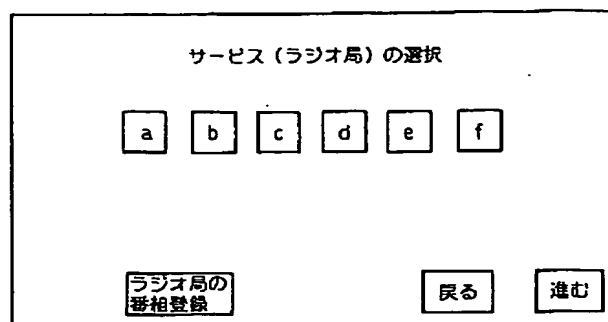 サービス（ラジオ局）の選択
a b c d e f
ラジオ局の
番組登録
戻る 進む